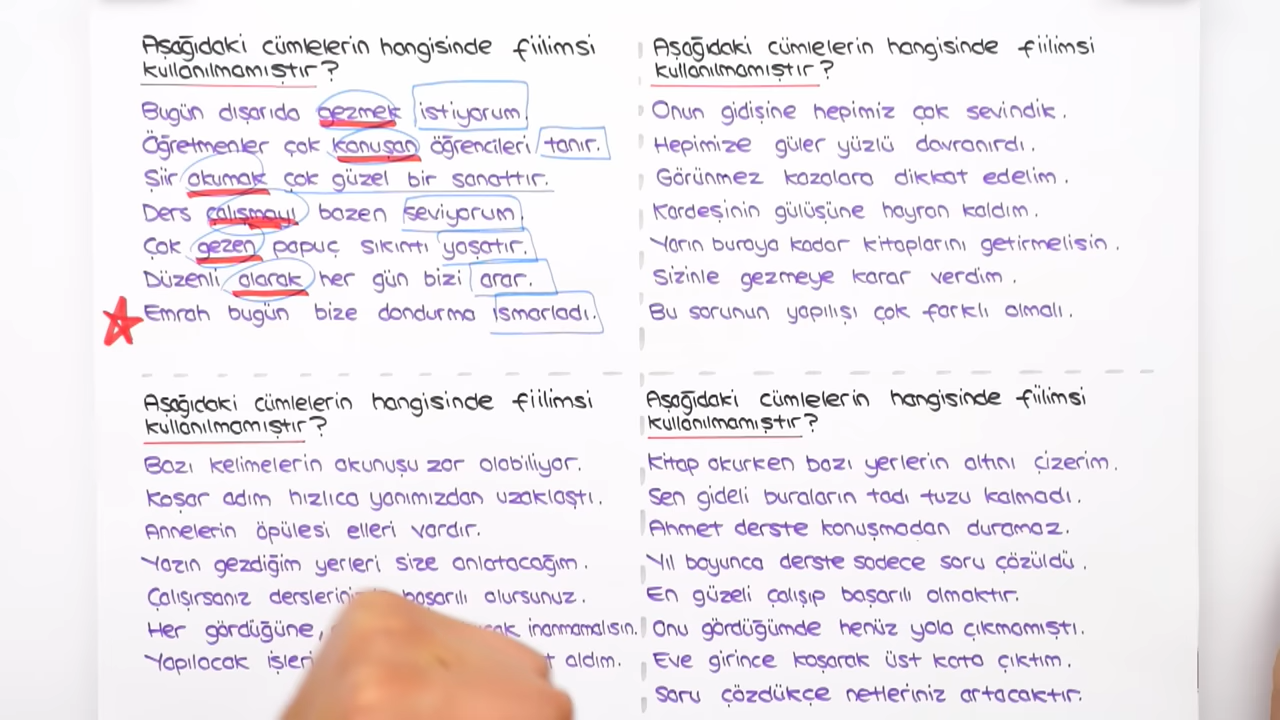 Aşağıdaki cümlelerin hangisinde fiilimsi
kullanılmamıştır?
Bugün dışarıda gezmek istiyorum.
Öğretmenler çok konuşan öğrencileri tanır.
Şiir okumak çok güzel bir sanattır.
Ders çalışmayı bazen seviyorum.
Çok gezen papuç sıkıntı yaşatır.
Düzenli olarak her gün bizi arar.
Emrah bugün bize dondurma ısmarladı.
Aşağıdaki cümlelerin hangisinde fiilimsi
kullanılmamıştır?
Onun gidişine hepimiz çok sevindik.
Hepimize güler yüzlü davranırdı.
Görünmez kazalara dikkat edelim.
Kardeşinin gülüşüne hayran kaldım.
Yarın buraya kadar kitaplarını getirmelisin.
Sizinle gezmeye karar verdim.
Bu sorunun yapılışı çok farklı olmalı.
Aşağıdaki cümlelerin hangisinde fiilimsi
kullanılmamıştır?
Bazı kelimelerin okunuşu zor olabiliyor.
Koşar adım hızlıca yanımızdan uzaklaştı.
Annelerin öpülesi elleri vardır.
Yazın gezdiğim yerleri size anlatacağım.
Çalışırsanız başarılı olursunuz.
Her gördüğüne, inanmamalısın.
Yapılacak aldım.
Aşağıdaki cümlelerin hangisinde fiilimsi
kullanılmamıştır?
Kitap okurken bazı yerlerin altını çizerim.
Sen gideli buraların tadı tuzu kalmadı.
Ahmet derste konuşmadan duramaz.
Yıl boyunca derste sadece soru çözüldü.
En güzeli çalışıp başarılı olmaktır.
Onu gördüğümde henüz yola çıkmamıştı.
Eve girince koşarak üst kata çıktım.
Soru çözdükçe netleriniz artacaktır.